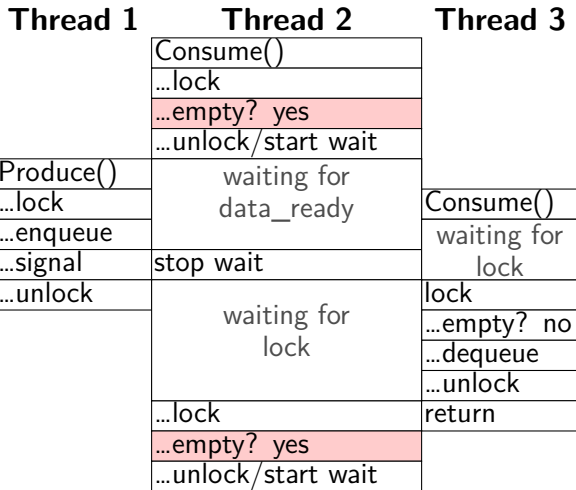 Thread 1 Thread 2 Thread 3
Consume()
…lock
…empty? yes
…unlock/start wait
Produce() waiting for
…lock data_ready Consume()
…enqueue waiting for
…signal stop wait lock
…unlock waiting for lock
lock …empty? no
…dequeue
…unlock
…lock return
…empty? yes
…unlock/start wait